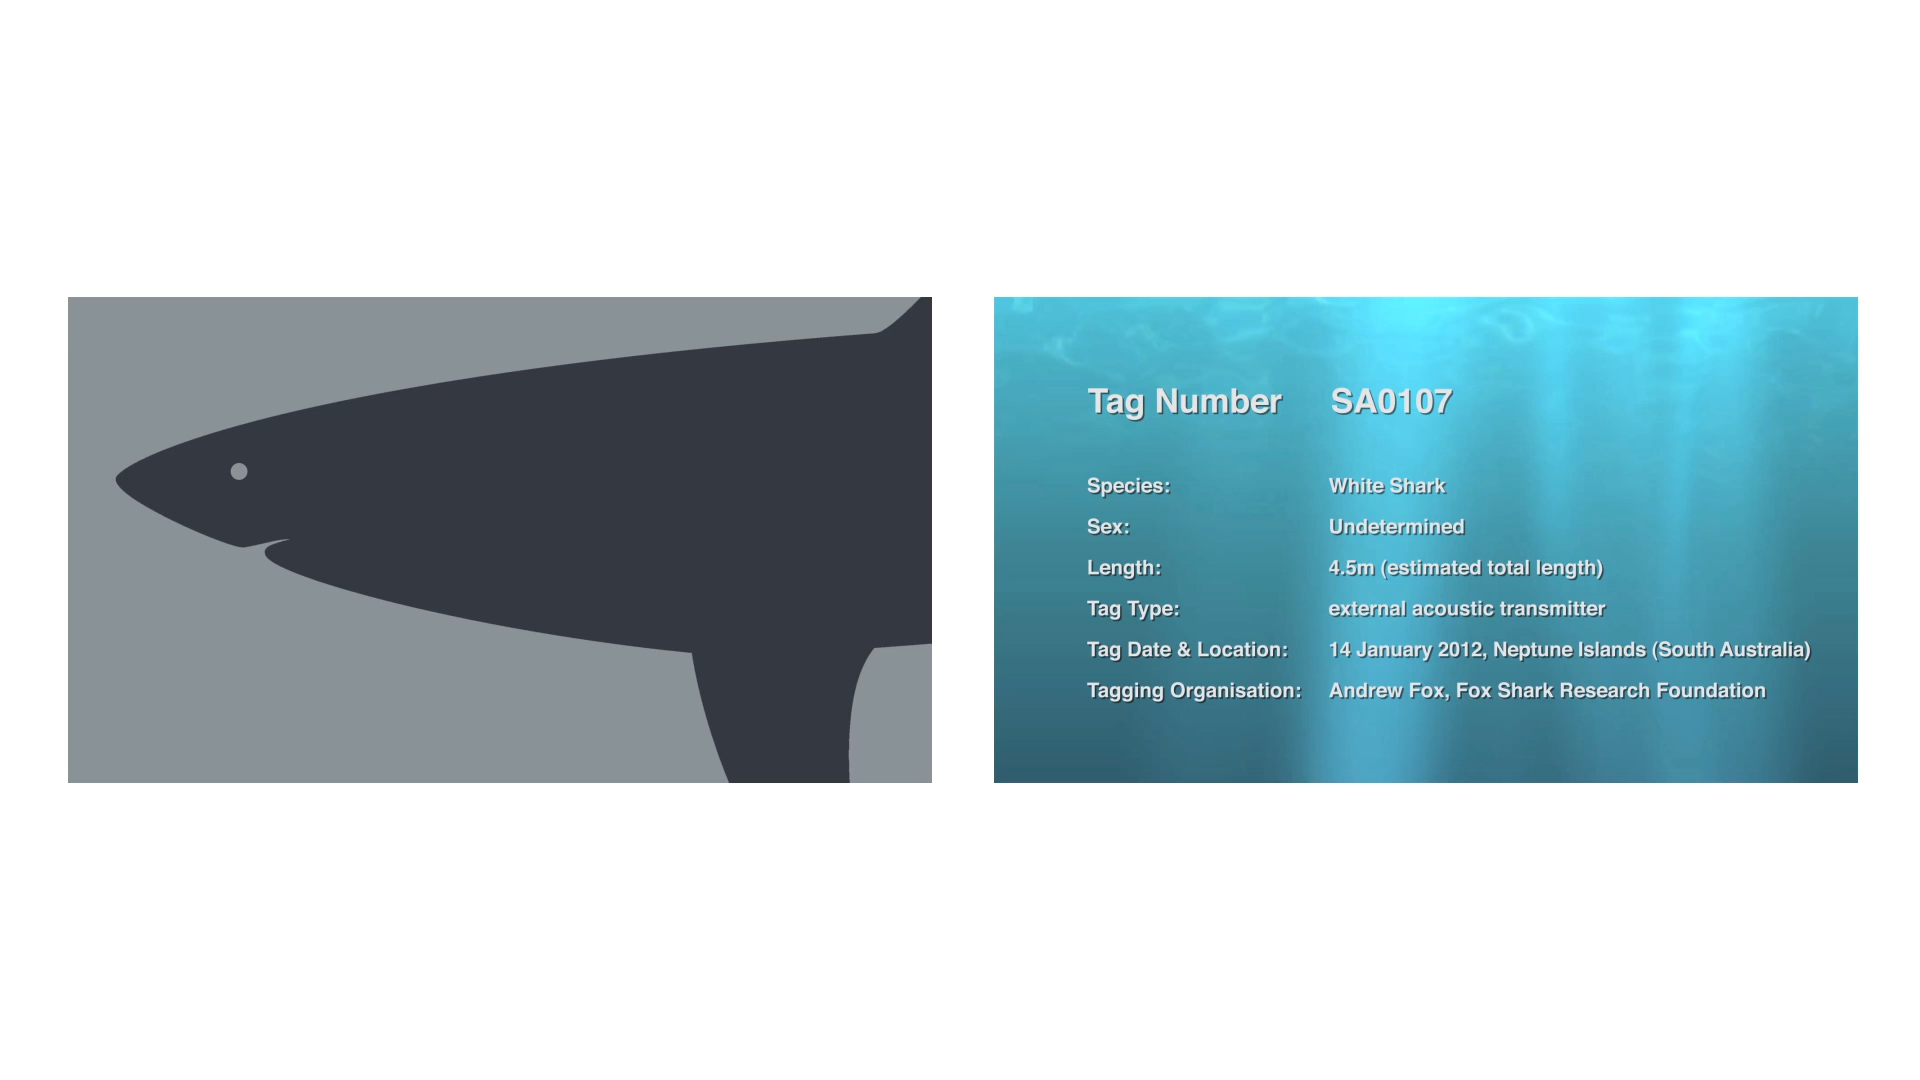 Tag Number SA0107
Species: White Shark
Sex: Undetermined
Length: 4.5m (estimated total length)
Tag Type: external acoustic transmitter
Tag Date & Location: 14 January 2012, Neptune Islands (South Australia)
Tagging Organisation: Andrew Fox, Fox Shark Research Foundation